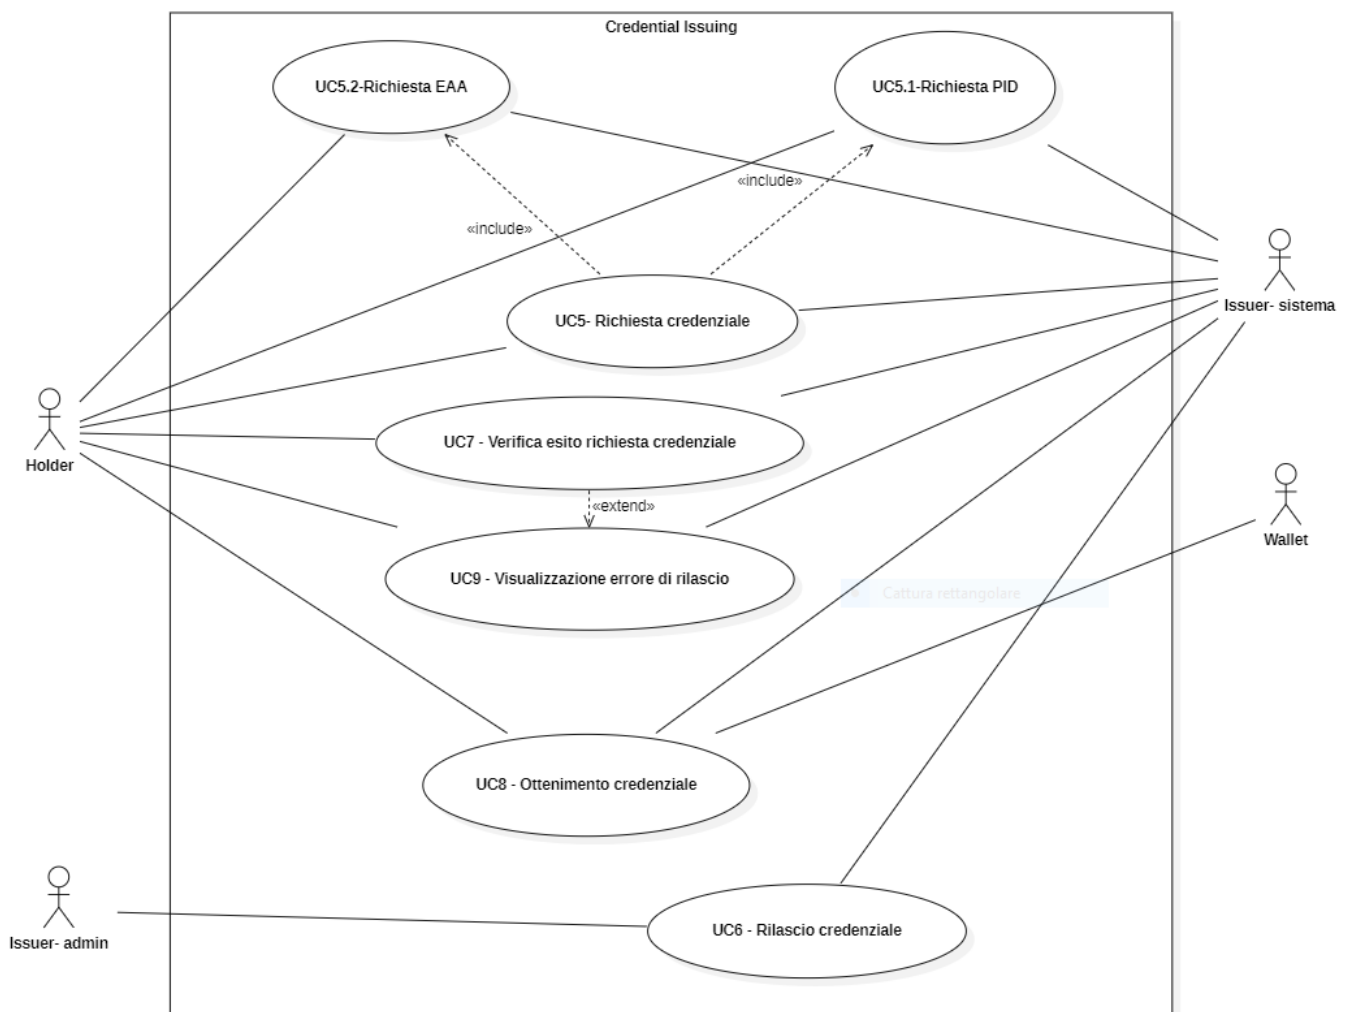 Credential Issuing
UC5.2-Richiesta EAA
UC5.1-Richiesta PID
«include»
«include»
Issuer- sistema
UC5- Richiesta credenziale
UC7 - Verifica esito richiesta credenziale
Holder
«extend»
Wallet
UC9 - Visualizzazione errore di rilascio
Cattura rettangolare
UC8 - Ottenimento credenziale
UC6 - Rilascio credenziale
Issuer- admin